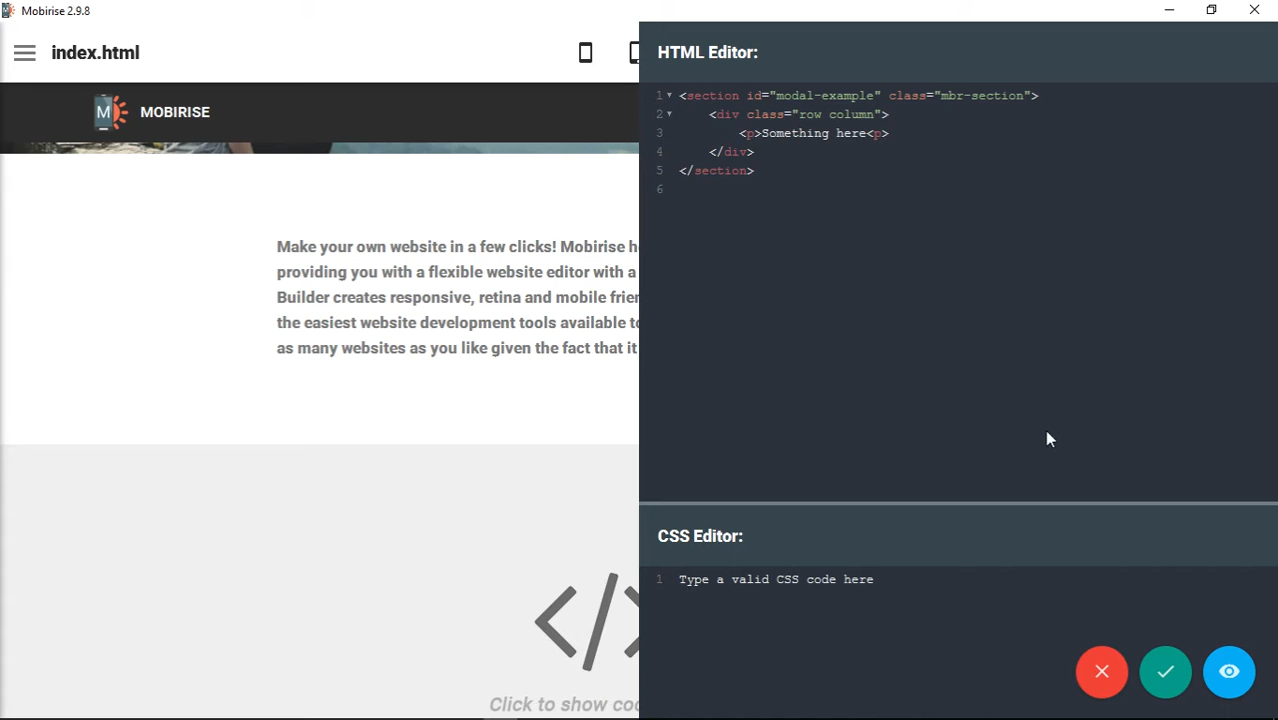 Mobirise 2.9.8
index.html
M MOBIRISE
Make your own website in a few clicks! Mobirise h
providing you with a flexible website editor with a
Builder creates responsive, retina and mobile frien
the easiest website development tools available to
as many websites as you like given the fact that it
</>
Click to show cod
HTML Editor:
1 <section id="modal-example" class="mbr-section">
2 <div class="row column">
3 <p>Something here<p>
4 </div>
5 </section>
6
CSS Editor:
1 Type a valid CSS code here